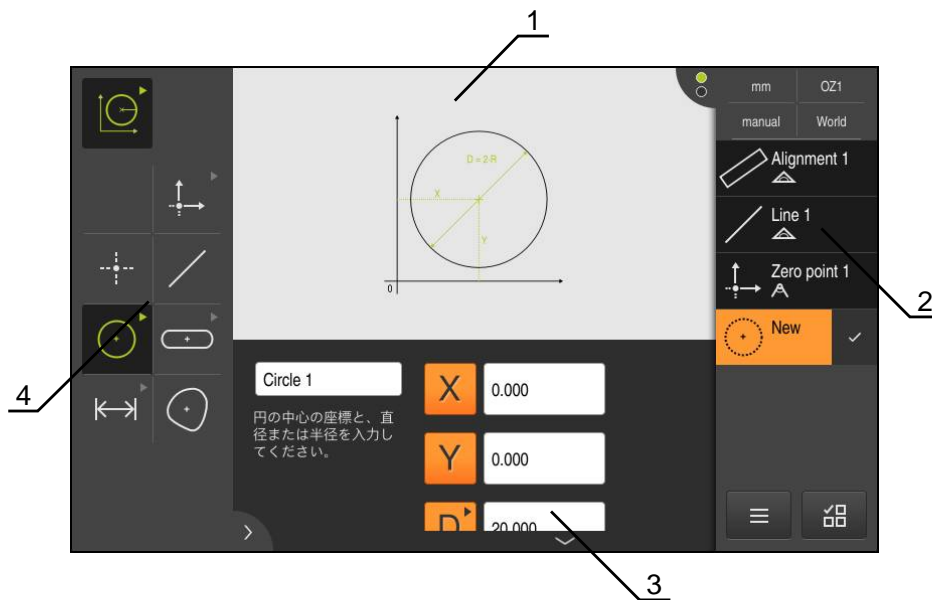 1
mm OZ1
manual World
D = 2·R
X
Y
0
Alignment 1
Line 1
Zero point 1
New
2
4
Circle 1
円の中心の座標と、直
径または半径を入力し
てください。
X 0.000
Y 0.000
D 20.000
3